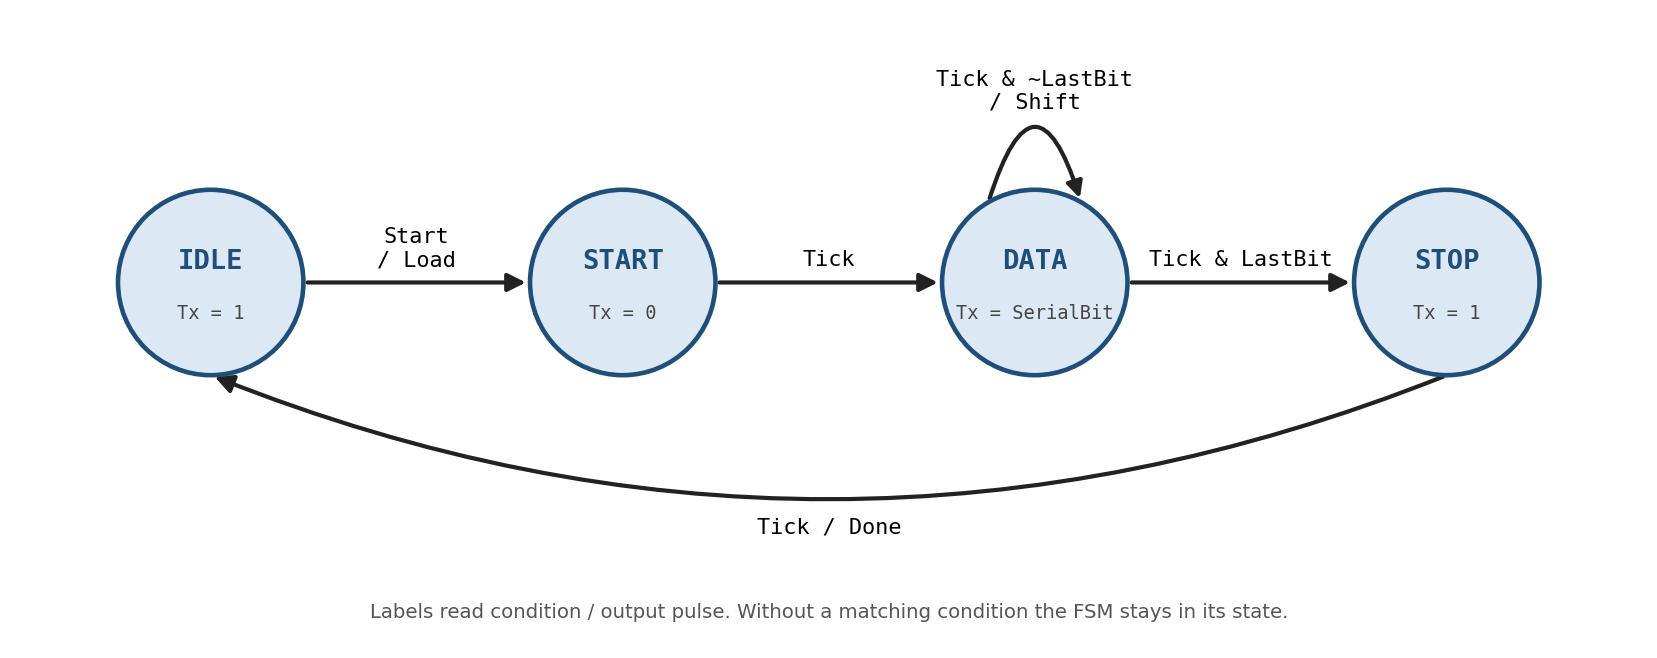 Tick & ~LastBit
/ Shift
Start
/ Load
Tick
Tick & LastBit
IDLE
START
DATA
STOP
Tx = 1
Tx = 0
Tx = SerialBit
Tx = 1
Tick / Done
Labels read condition / output pulse. Without a matching condition the FSM stays in its state.